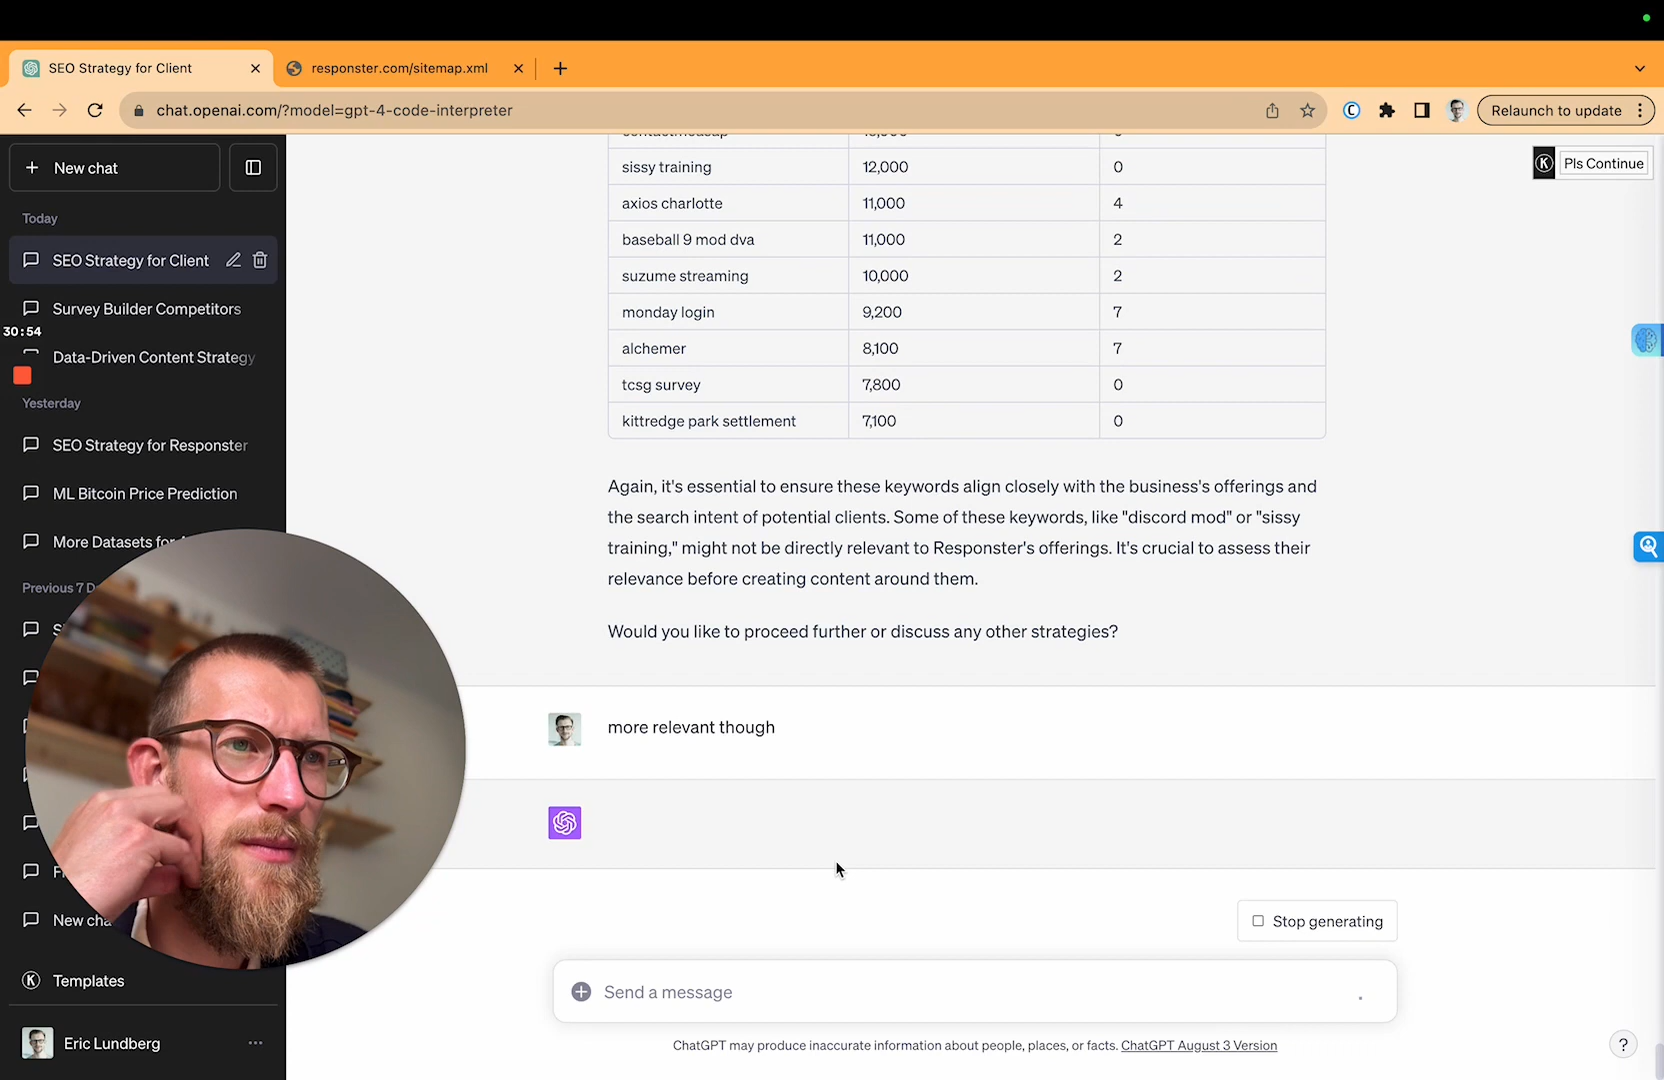 SEO Strategy for Client
responster.com/sitemap.xml
chat.openai.com/?model=gpt-4-code-interpreter
Relaunch to update
New chat
Today
SEO Strategy for Client
Survey Builder Competitors
30:54
Data-Driven Content Strategy
Yesterday
SEO Strategy for Responster
ML Bitcoin Price Prediction
More Datasets for
Previous 7 D
New cha
Templates
Eric Lundberg
Pls Continue
sissy training 12,000 0
axios charlotte 11,000 4
baseball 9 mod dva 11,000 2
suzume streaming 10,000 2
monday login 9,200 7
alchemer 8,100 7
tcsg survey 7,800 0
kittredge park settlement 7,100 0
Again, it's essential to ensure these keywords align closely with the business's offerings and
the search intent of potential clients. Some of these keywords, like "discord mod" or "sissy
training," might not be directly relevant to Responster's offerings. It's crucial to assess their
relevance before creating content around them.
Would you like to proceed further or discuss any other strategies?
more relevant though
Stop generating
Send a message
ChatGPT may produce inaccurate information about people, places, or facts. ChatGPT August 3 Version
?